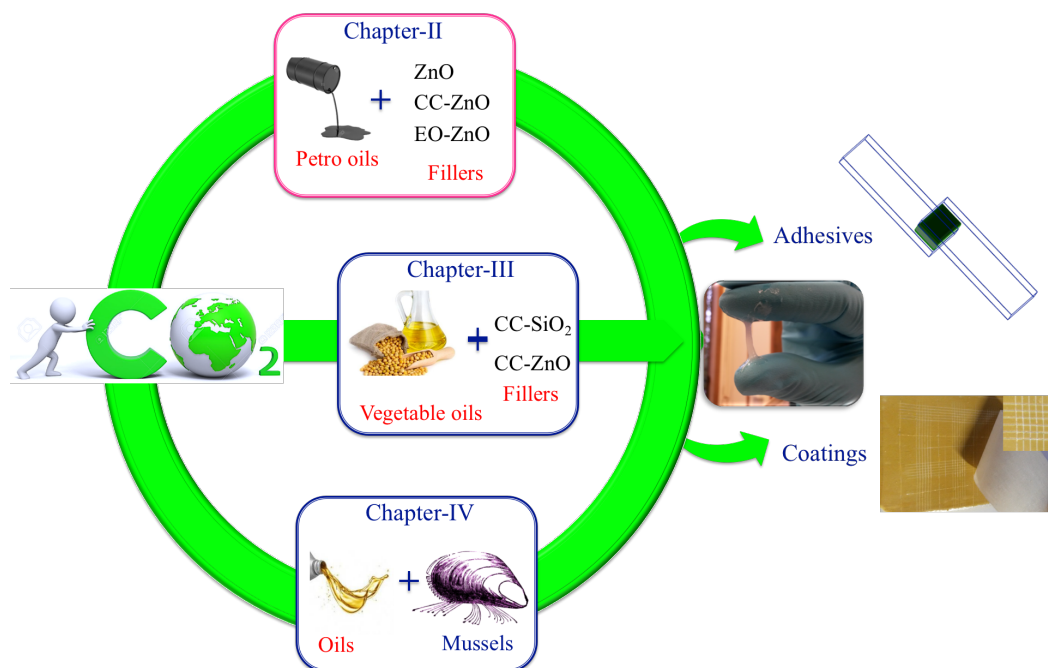 Chapter-II
ZnO
+
CC-ZnO
EO-ZnO
Petro oils
Fillers
Chapter-III
CC-SiO₂
+
CC-ZnO
Fillers
Vegetable oils
CO₂
Chapter-IV
+
Oils
Mussels
Adhesives
Coatings